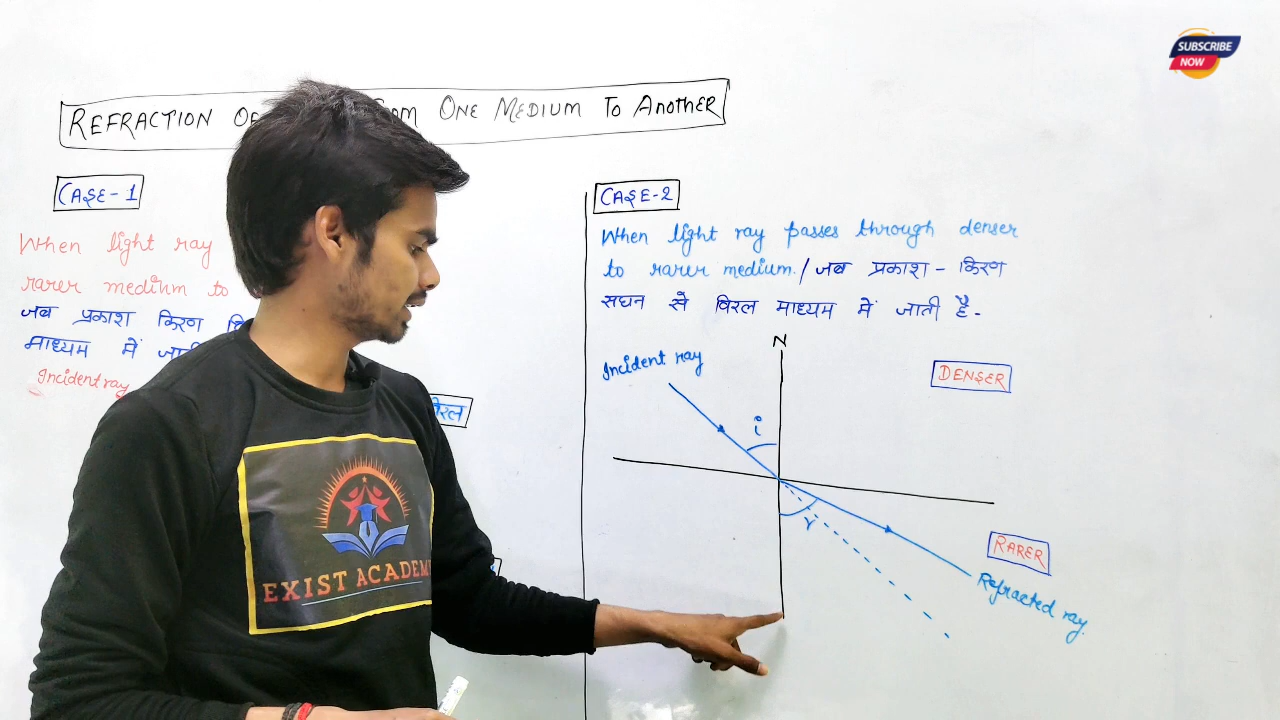 SUBSCRIBE
NOW
REFRACTION OF ONE MEDIUM TO ANOTHER
CASE-1
When light ray
rarer medium to
जब प्रकाश किरण
माध्यम में
Incident ray
CASE-2
When light ray passes through denser
to rarer medium. / जब प्रकाश - किरण
सघन से विरल माध्यम में जाती है -
N
Incident ray
DENSER
i
r
RARER
Refracted ray.
EXIST ACADEM